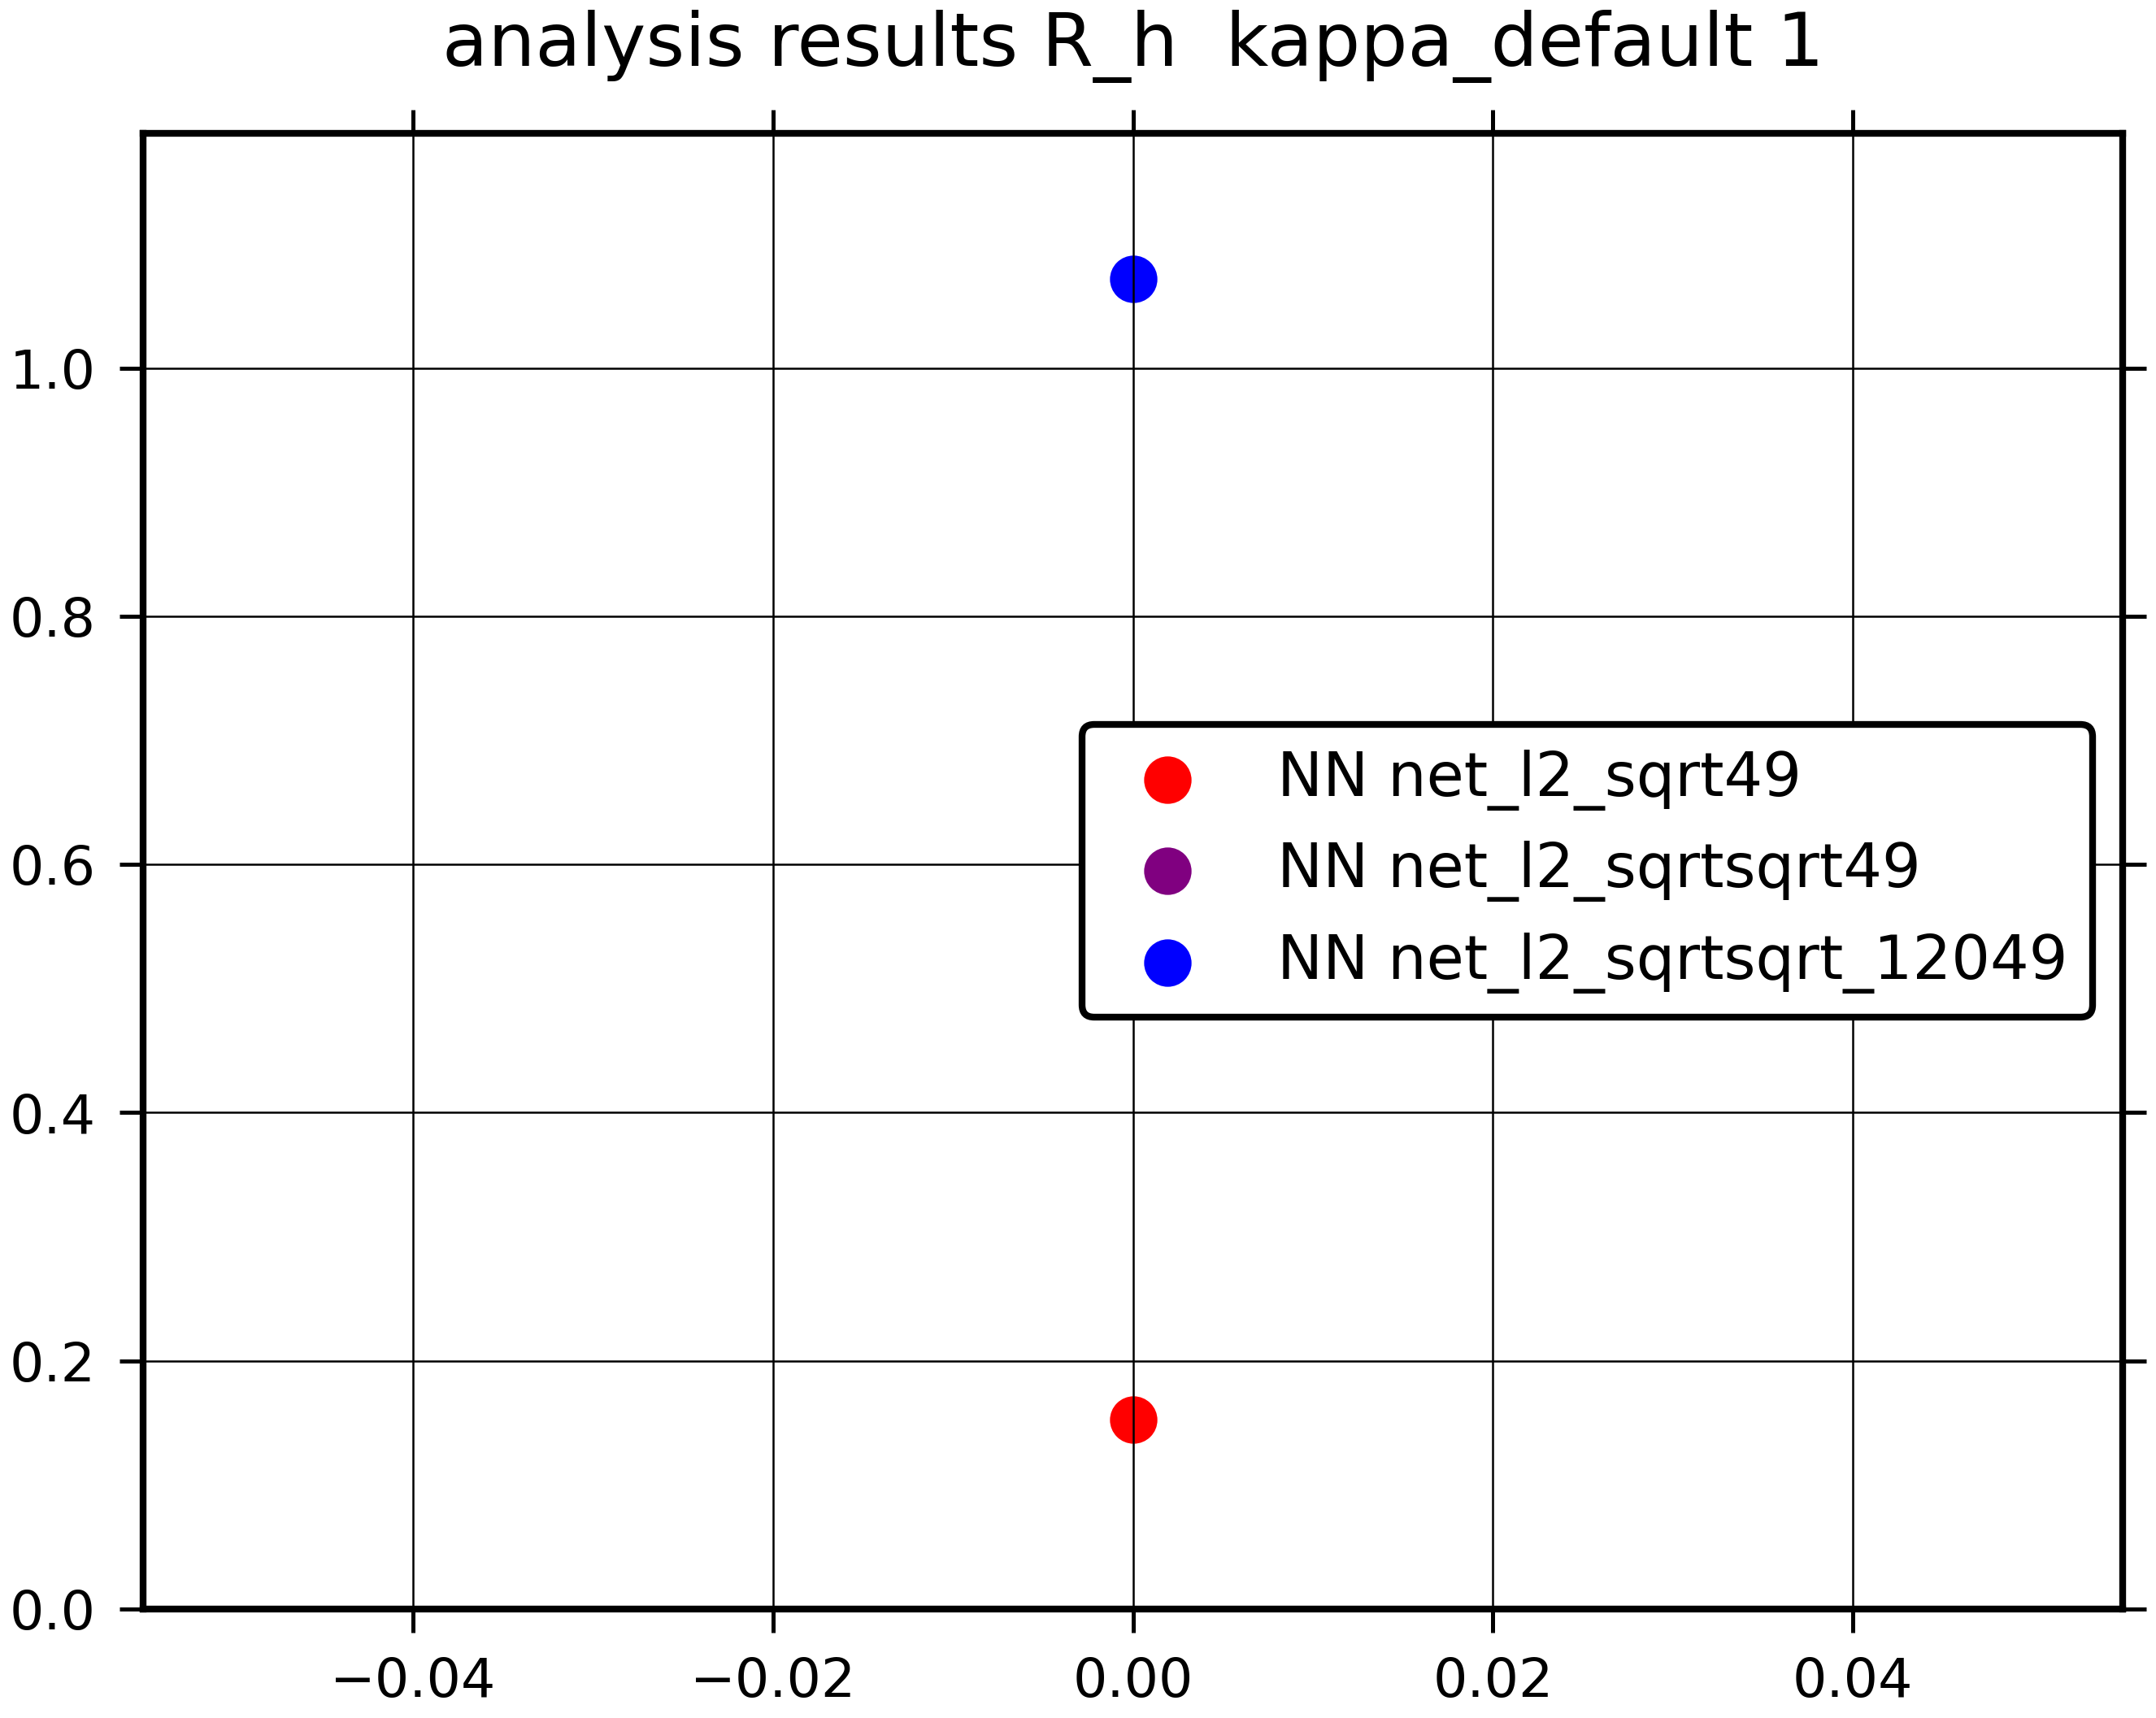 analysis results R_h  kappa_default 1
1.0
0.8
0.6
0.4
0.2
0.0
NN net_l2_sqrt49
NN net_l2_sqrtsqrt49
NN net_l2_sqrtsqrt_12049
−0.04 −0.02 0.00 0.02 0.04